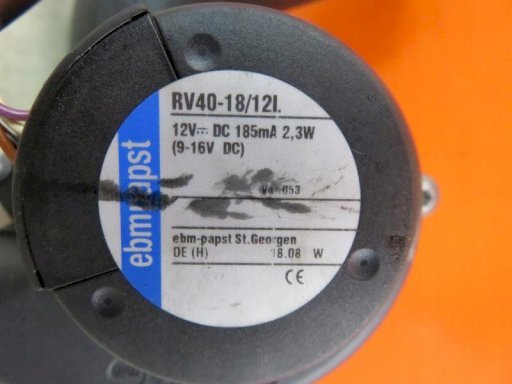 RV40-18/12L
12V⎓ DC 185mA 2,3W
(9-16V DC)
053
ebm-papst St.Georgen
DE (H) 18.08 W
CE
ebmpapst